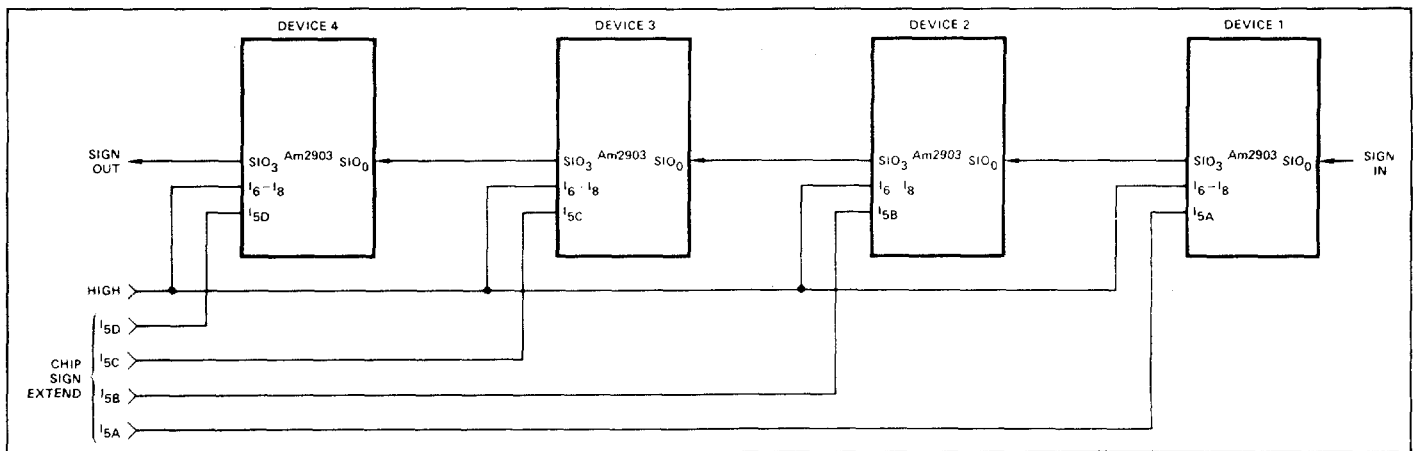 DEVICE 4 DEVICE 3 DEVICE 2 DEVICE 1
SIGN OUT
SIO3 Am2903 SIO0
I6–I8
I5D
SIO3 Am2903 SIO0
I6 · I8
I5C
SIO3 Am2903 SIO0
I6 I8
I5B
SIO3 Am2903 SIO0
I6–I8
I5A
SIGN IN
HIGH
CHIP SIGN EXTEND
I5D
I5C
I5B
I5A